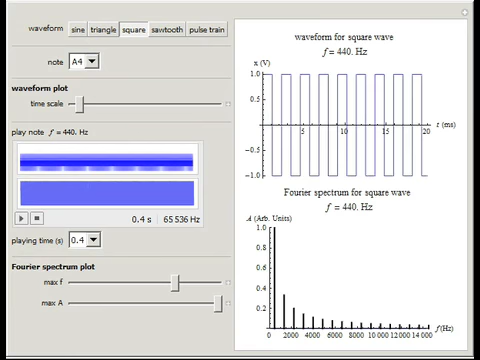 waveform sine triangle square sawtooth pulse train
note A4
waveform plot
time scale
play note f = 440. Hz
0.4 s 65 536 Hz
playing time (s) 0.4
Fourier spectrum plot
max f
max A
waveform for square wave
f = 440. Hz
x (V)
1.0
0.5
5 10 15 20 t (ms)
−0.5
−1.0
Fourier spectrum for square wave
f = 440. Hz
A (Arb. Units)
1.0
0.8
0.6
0.4
0.2
0 2000 4000 6000 8000 10 000 12 000 14 000 f(Hz)